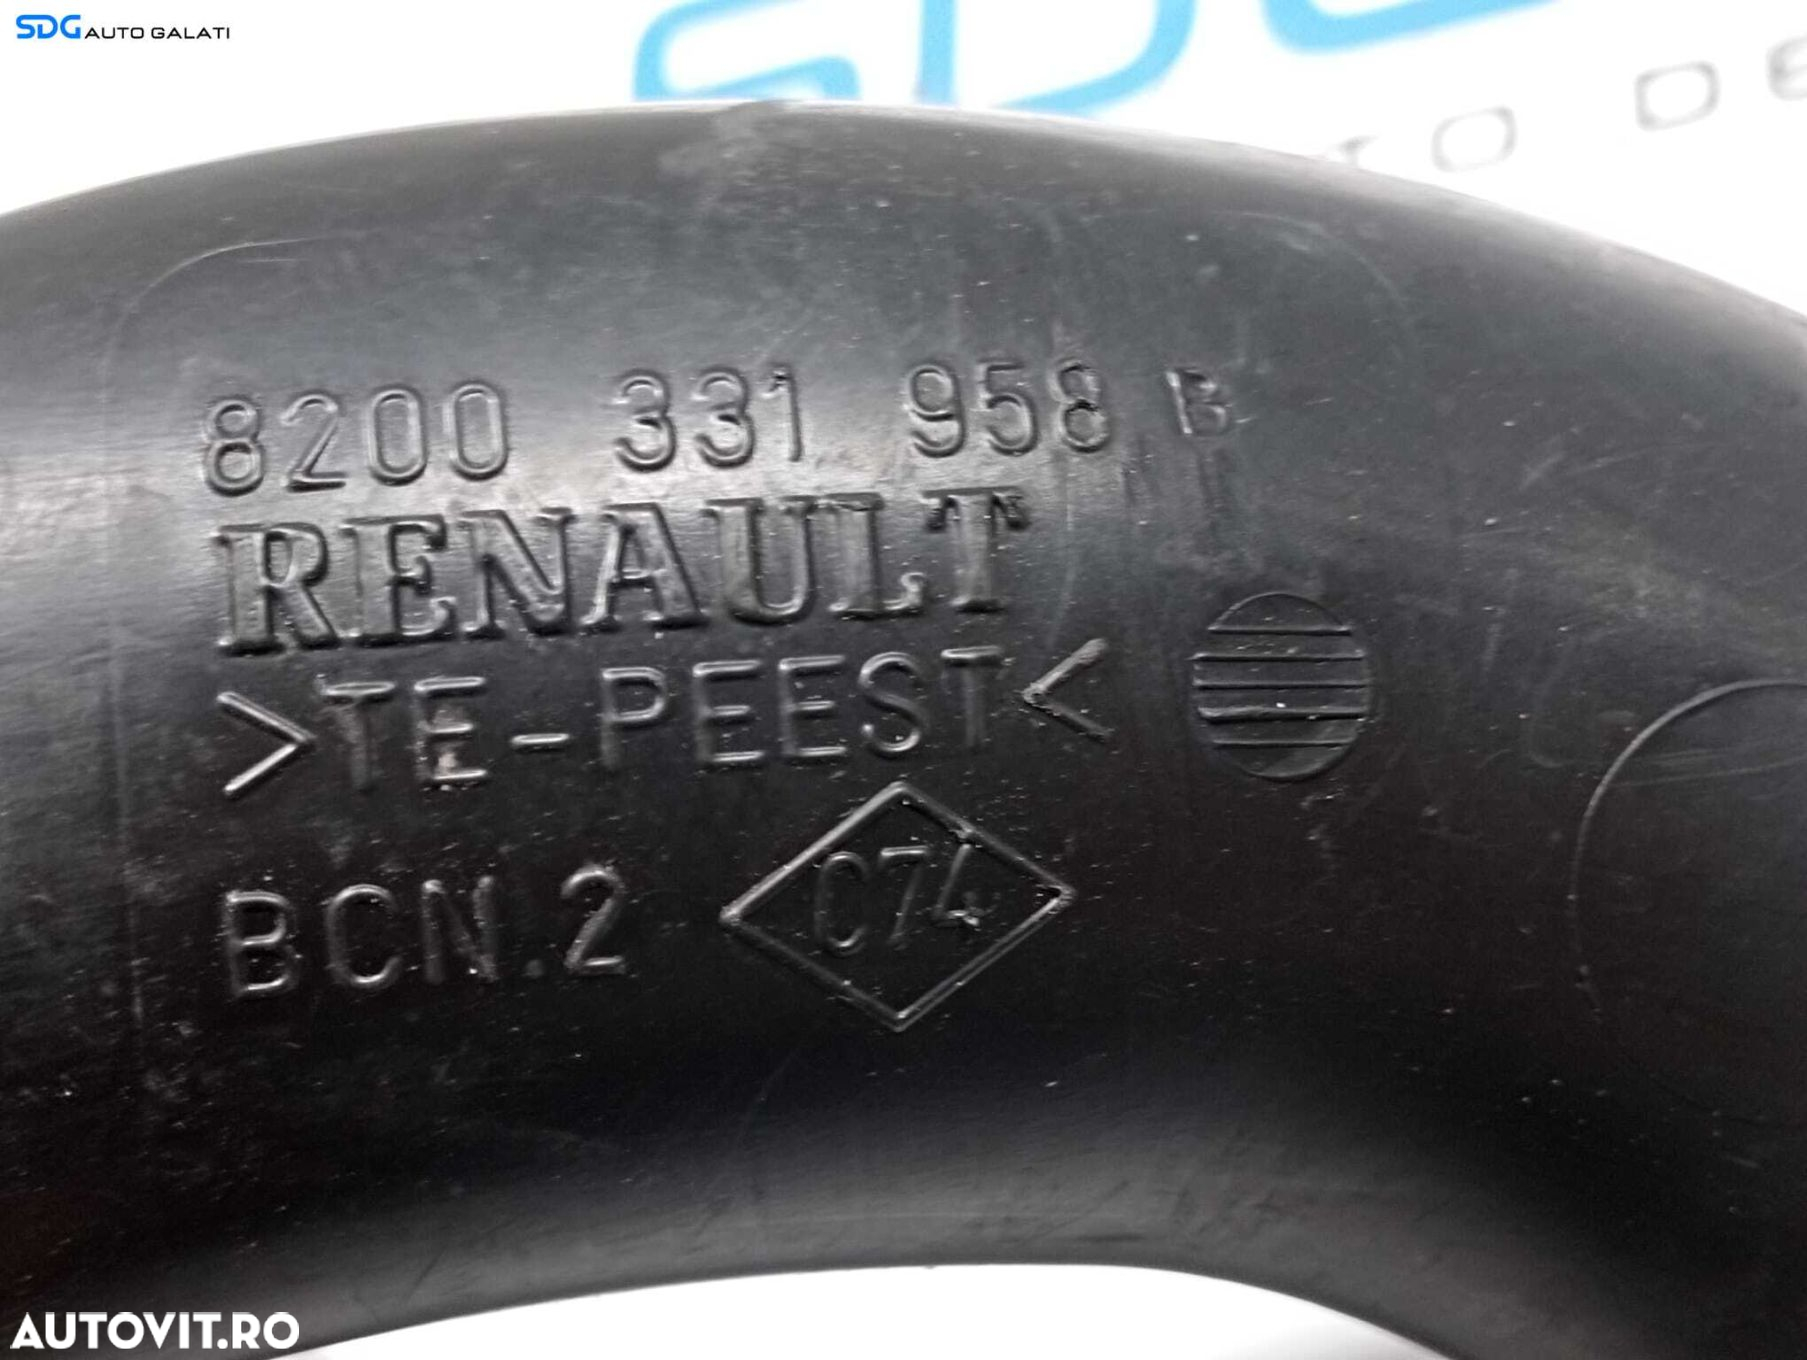 SDG AUTO GALATI
8200 331 958 B
RENAULT
>TE-PEEST<
BCN.2
C74
AUTOVIT.RO